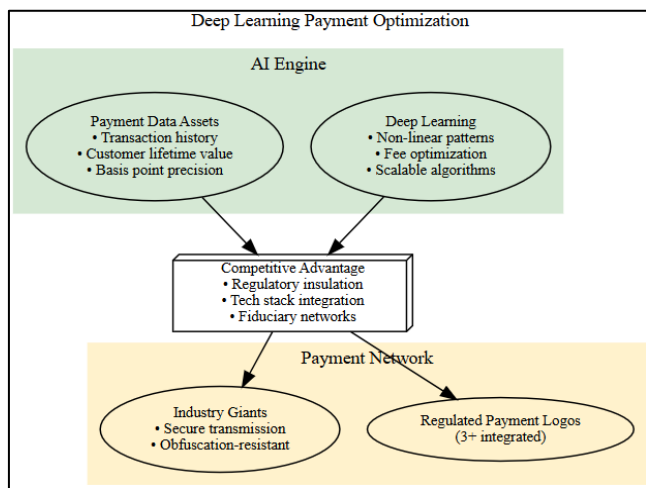 Deep Learning Payment Optimization
AI Engine
Payment Data Assets
• Transaction history
• Customer lifetime value
• Basis point precision
Deep Learning
• Non-linear patterns
• Fee optimization
• Scalable algorithms
Competitive Advantage
• Regulatory insulation
• Tech stack integration
• Fiduciary networks
Payment Network
Industry Giants
• Secure transmission
• Obfuscation-resistant
Regulated Payment Logos
(3+ integrated)